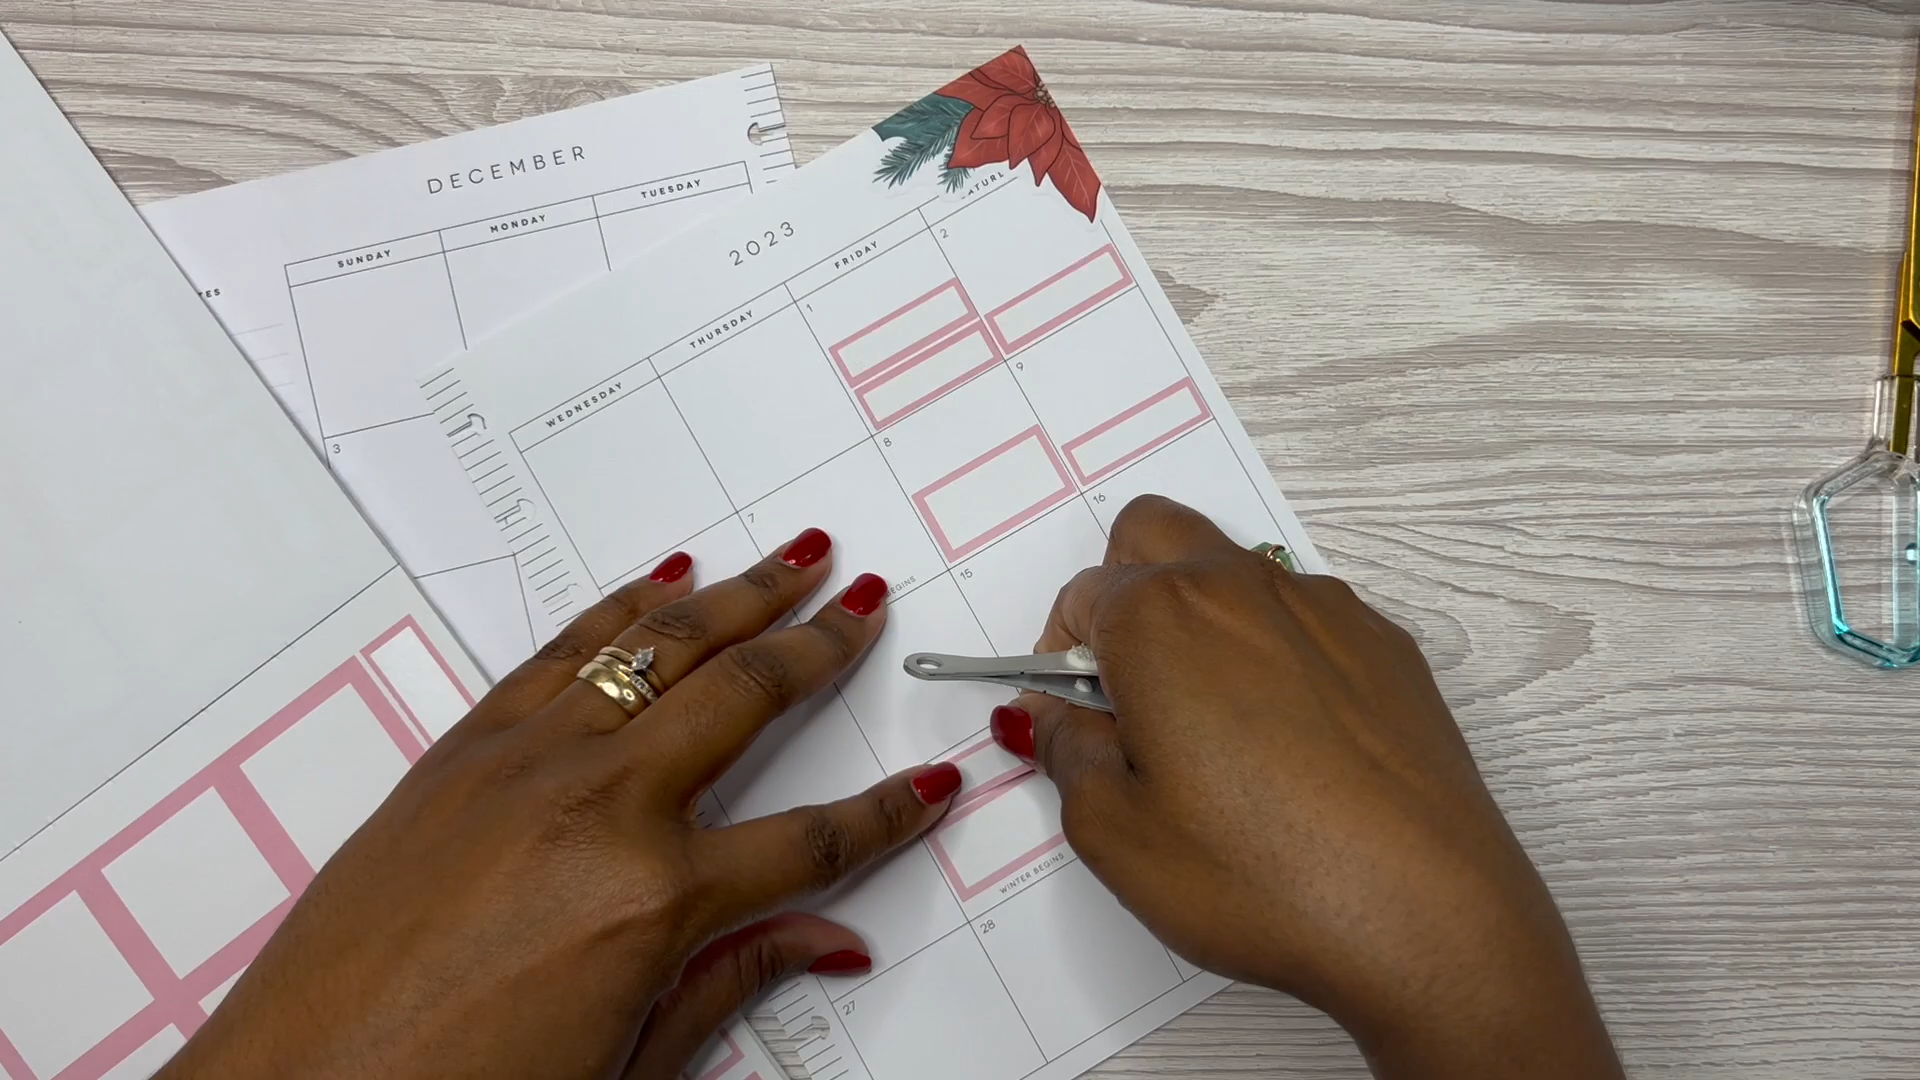 DECEMBER
SUNDAY
MONDAY
TUESDAY
3
2023
WEDNESDAY
THURSDAY
FRIDAY
1
2
7
8
9
BEGINS
15
16
WINTER BEGINS
27
28